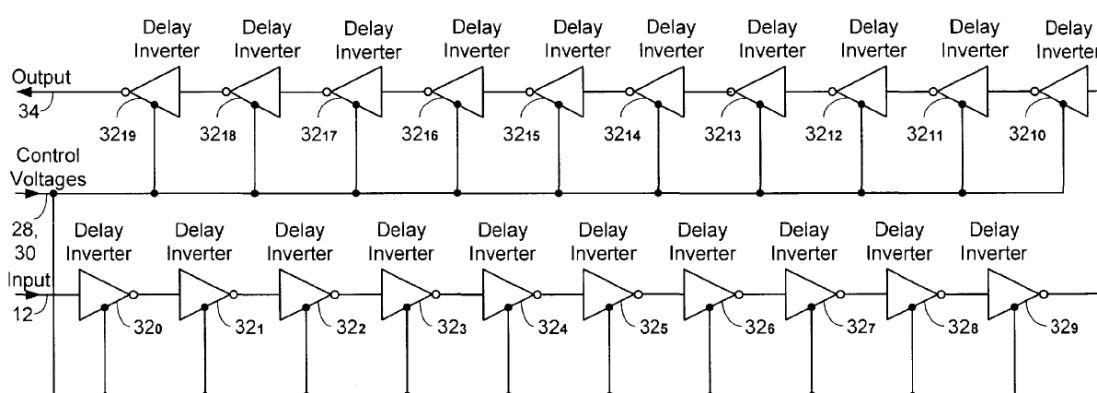 Delay Inverter Delay Inverter Delay Inverter Delay Inverter Delay Inverter Delay Inverter Delay Inverter Delay Inverter Delay Inverter Delay Inverter
Output
34
32₁₉ 32₁₈ 32₁₇ 32₁₆ 32₁₅ 32₁₄ 32₁₃ 32₁₂ 32₁₁ 32₁₀
Control
Voltages
28,
30
Delay Inverter Delay Inverter Delay Inverter Delay Inverter Delay Inverter Delay Inverter Delay Inverter Delay Inverter Delay Inverter Delay Inverter
Input
12
32₀ 32₁ 32₂ 32₃ 32₄ 32₅ 32₆ 32₇ 32₈ 32₉